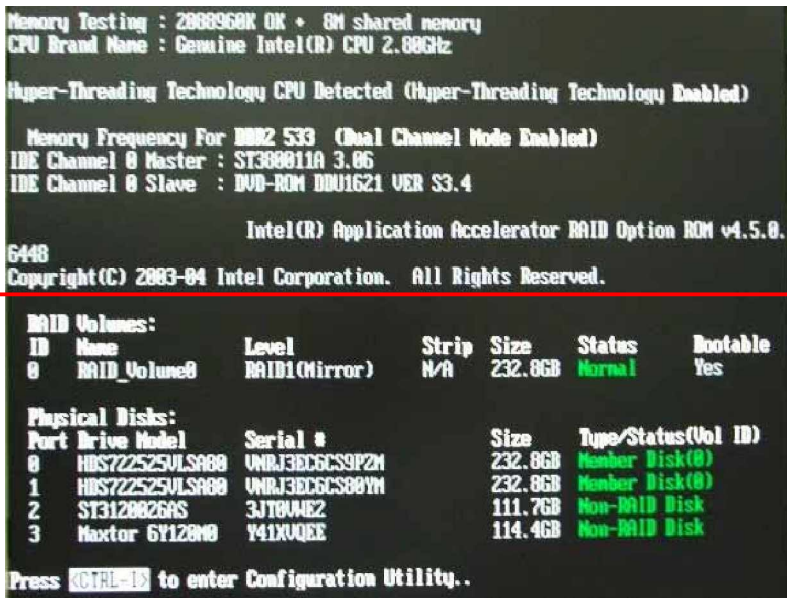 Memory Testing : 2088960K OK + 8M shared memory
CPU Brand Name : Genuine Intel(R) CPU 2.80GHz
Hyper-Threading Technology CPU Detected (Hyper-Threading Technology Enabled)
Memory Frequency For DDR2 533 (Dual Channel Mode Enabled)
IDE Channel 0 Master : ST380011A 3.06
IDE Channel 0 Slave : DVD-ROM DDU1621 VER S3.4
Intel(R) Application Accelerator RAID Option ROM v4.5.0.
6448
Copyright(C) 2003-04 Intel Corporation. All Rights Reserved.
RAID Volumes:
ID Name Level Strip Size Status Bootable
0 RAID_Volume0 RAID1(Mirror) N/A 232.8GB Normal Yes
Physical Disks:
Port Drive Model Serial # Size Type/Status(Vol ID)
0 HDS722525VLSA80 VNRJ3EC6CS9PZM 232.8GB Member Disk(0)
1 HDS722525VLSA80 VNRJ3EC6CS80YM 232.8GB Member Disk(0)
2 ST3120026AS 3JT0VWEZ 111.7GB Non-RAID Disk
3 Maxtor 6Y120M0 Y41XVQEE 114.4GB Non-RAID Disk
Press <CTRL-I> to enter Configuration Utility..